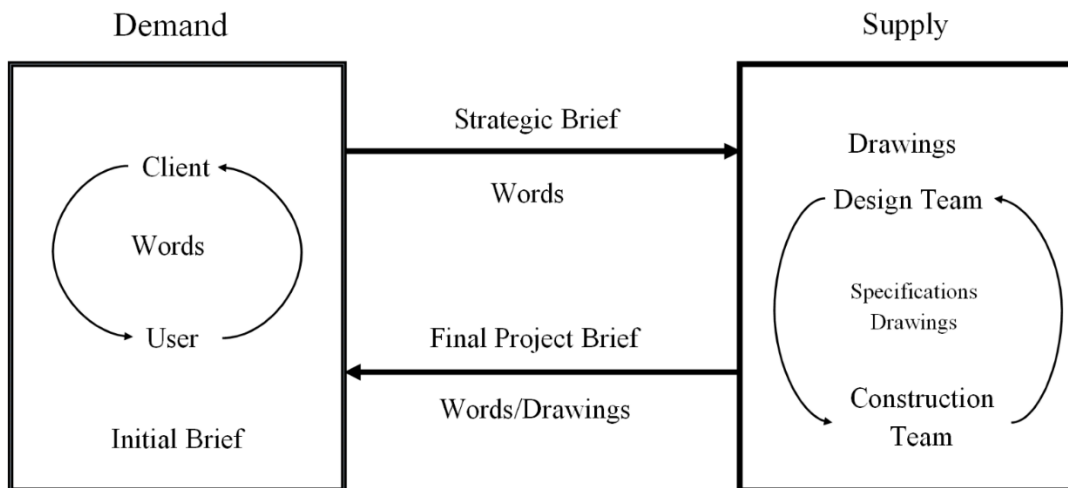 Demand
Client
Words
User
Initial Brief
Strategic Brief
Words
Final Project Brief
Words/Drawings
Supply
Drawings
Design Team
Specifications
Drawings
Construction
Team